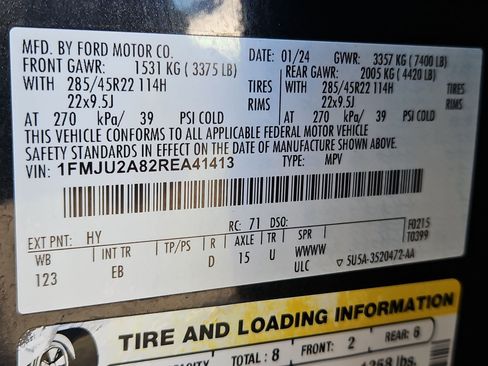 MFD. BY FORD MOTOR CO. DATE: 01/24 GVWR: 3357 KG (7400 LB)
FRONT GAWR: 1531 KG (3375 LB) REAR GAWR: 2005 KG (4420 LB)
WITH 285/45R22 114H TIRES WITH 285/45R22 114H TIRES
22x9.5J RIMS 22x9.5J RIMS
AT 270 kPa/ 39 PSI COLD AT 270 kPa/ 39 PSI COLD
THIS VEHICLE CONFORMS TO ALL APPLICABLE FEDERAL MOTOR VEHICLE
SAFETY STANDARDS IN EFFECT ON THE DATE OF MANUFACTURE SHOWN ABOVE.
VIN: 1FMJU2A82REA41413 TYPE: MPV
F0215
T0399
EXT PNT: HY RC: 71 DSO:
WB INT TR TP/PS R AXLE TR SPR
123 EB D 15 U WWWW
ULC ▽ 5U5A-3520472-AA
TIRE AND LOADING INFORMATION
TOTAL: 8 FRONT: 2 REAR: 6
lbs.